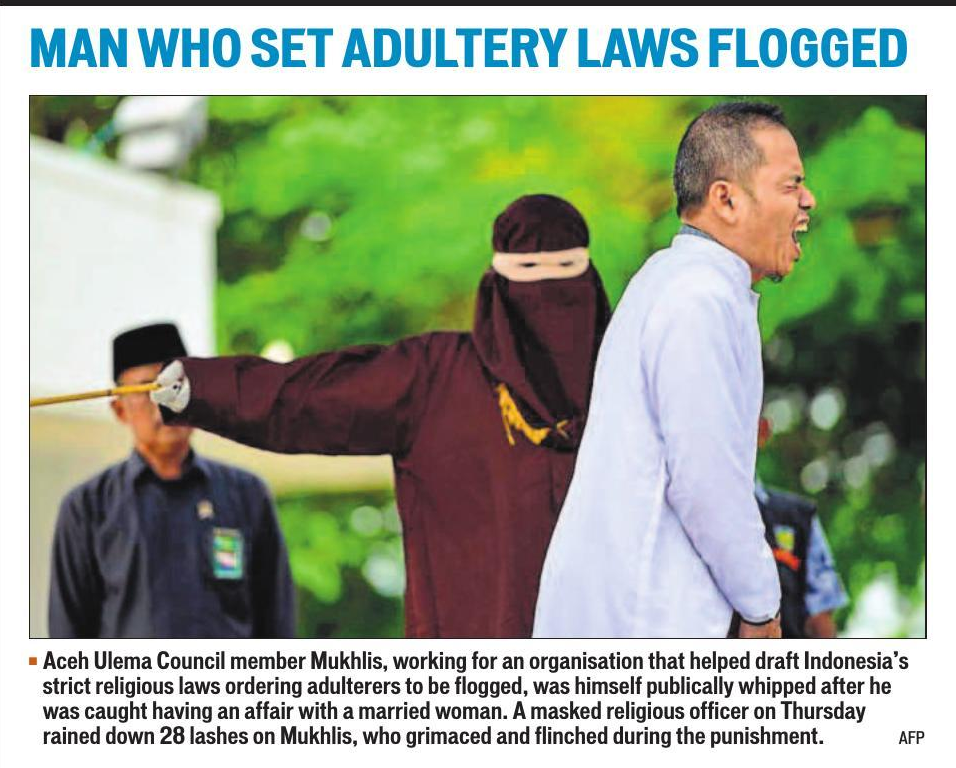 MAN WHO SET ADULTERY LAWS FLOGGED
▪ Aceh Ulema Council member Mukhlis, working for an organisation that helped draft Indonesia's
strict religious laws ordering adulterers to be flogged, was himself publically whipped after he
was caught having an affair with a married woman. A masked religious officer on Thursday
rained down 28 lashes on Mukhlis, who grimaced and flinched during the punishment.
AFP